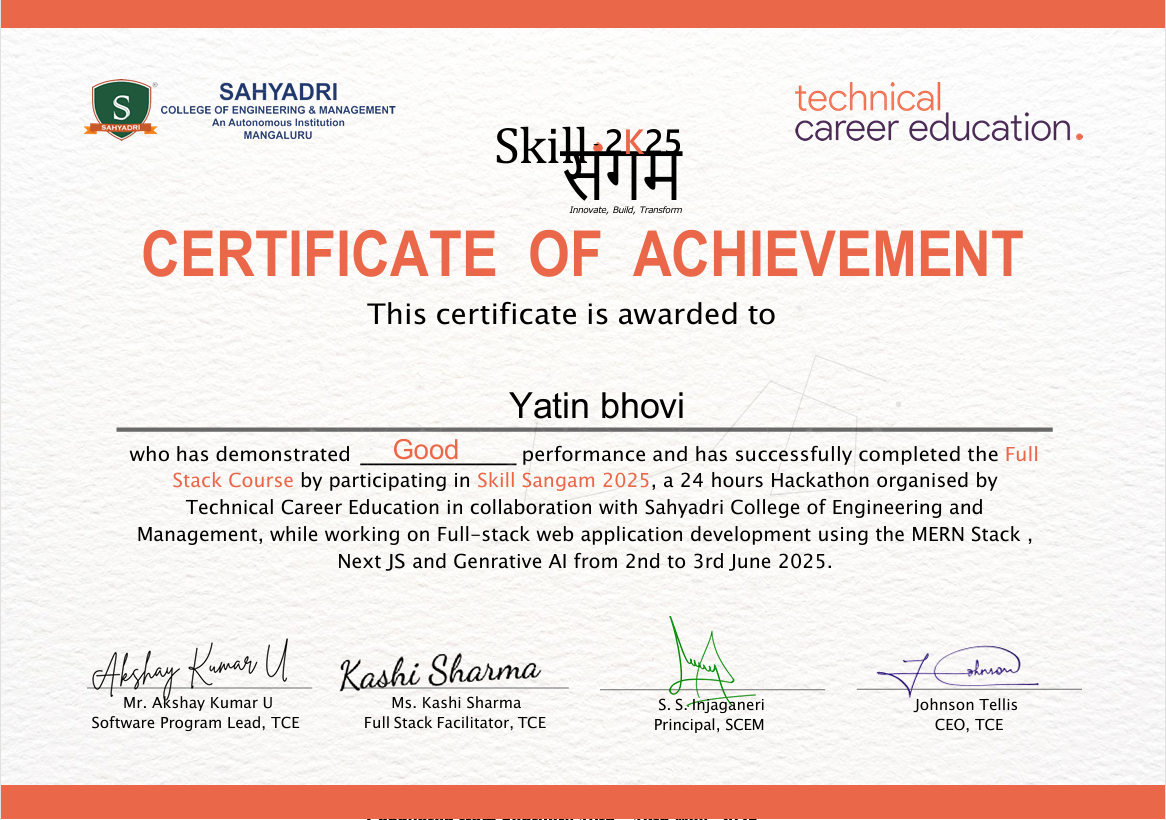 S
SAHYADRI
SAHYADRI
COLLEGE OF ENGINEERING & MANAGEMENT
An Autonomous Institution
MANGALURU
technical
career education.
Skill 2K25
संगम
Innovate, Build, Transform
CERTIFICATE OF ACHIEVEMENT
This certificate is awarded to
Yatin bhovi
who has demonstrated Good performance and has successfully completed the Full
Stack Course by participating in Skill Sangam 2025, a 24 hours Hackathon organised by
Technical Career Education in collaboration with Sahyadri College of Engineering and
Management, while working on Full-stack web application development using the MERN Stack ,
Next JS and Genrative AI from 2nd to 3rd June 2025.
Akshay Kumar U
Mr. Akshay Kumar U
Software Program Lead, TCE
Kashi Sharma
Ms. Kashi Sharma
Full Stack Facilitator, TCE
S. S. Injaganeri
Principal, SCEM
J Johnson
Johnson Tellis
CEO, TCE